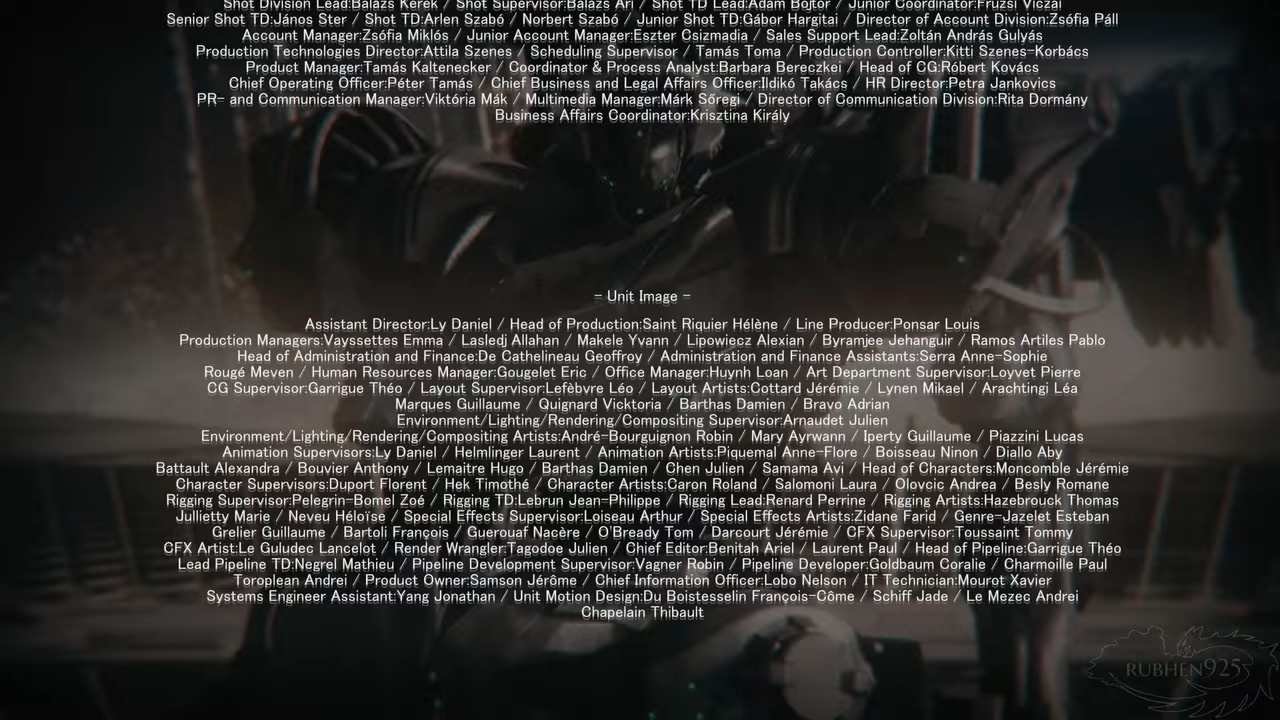 Shot Division Lead:Balázs Kerek / Shot Supervisor:Balázs Ári / Shot TD Lead:Ádám Bojtor / Junior Coordinator:Fruzsi Viczai
Senior Shot TD:János Ster / Shot TD:Arlen Szabó / Norbert Szabó / Junior Shot TD:Gábor Hargitai / Director of Account Division:Zsófia Páll
Account Manager:Zsófia Miklós / Junior Account Manager:Eszter Csizmadia / Sales Support Lead:Zoltán András Gulyás
Production Technologies Director:Attila Szenes / Scheduling Supervisor / Tamás Toma / Production Controller:Kitti Szenes-Korbács
Product Manager:Tamás Kaltenecker / Coordinator & Process Analyst:Barbara Bereczkei / Head of CG:Róbert Kovács
Chief Operating Officer:Péter Tamás / Chief Business and Legal Affairs Officer:Ildikó Takács / HR Director:Petra Jankovics
PR- and Communication Manager:Viktória Mák / Multimedia Manager:Márk Sőregi / Director of Communication Division:Rita Dormány
Business Affairs Coordinator:Krisztina Király
- Unit Image -
Assistant Director:Ly Daniel / Head of Production:Saint Riquier Hélène / Line Producer:Ponsar Louis
Production Managers:Vayssettes Emma / Lasledj Allahan / Makele Yvann / Lipowiecz Alexian / Byramjee Jehanguir / Ramos Artiles Pablo
Head of Administration and Finance:De Cathelineau Geoffroy / Administration and Finance Assistants:Serra Anne-Sophie
Rougé Meven / Human Resources Manager:Gougelet Eric / Office Manager:Huynh Loan / Art Department Supervisor:Loyvet Pierre
CG Supervisor:Garrigue Théo / Layout Supervisor:Lefèbvre Léo / Layout Artists:Cottard Jérémie / Lynen Mikael / Arachtingi Léa
Marques Guillaume / Quignard Vicktoria / Barthas Damien / Bravo Adrian
Environment/Lighting/Rendering/Compositing Supervisor:Arnaudet Julien
Environment/Lighting/Rendering/Compositing Artists:André-Bourguignon Robin / Mary Ayrwann / Iperty Guillaume / Piazzini Lucas
Animation Supervisors:Ly Daniel / Helmlinger Laurent / Animation Artists:Piquemal Anne-Flore / Boisseau Ninon / Diallo Aby
Battault Alexandra / Bouvier Anthony / Lemaitre Hugo / Barthas Damien / Chen Julien / Samama Avi / Head of Characters:Moncomble Jérémie
Character Supervisors:Duport Florent / Hek Timothé / Character Artists:Caron Roland / Salomoni Laura / Olovcic Andrea / Besly Romane
Rigging Supervisor:Pelegrin-Bomel Zoé / Rigging TD:Lebrun Jean-Philippe / Rigging Lead:Renard Perrine / Rigging Artists:Hazebrouck Thomas
Jullietty Marie / Neveu Héloïse / Special Effects Supervisor:Loiseau Arthur / Special Effects Artists:Zidane Farid / Genre-Jazelet Esteban
Grelier Guillaume / Bartoli François / Guerouaf Nacère / O'Bready Tom / Darcourt Jérémie / CFX Supervisor:Toussaint Tommy
CFX Artist:Le Guludec Lancelot / Render Wrangler:Tagodoe Julien / Chief Editor:Benitah Ariel / Laurent Paul / Head of Pipeline:Garrigue Théo
Lead Pipeline TD:Negrel Mathieu / Pipeline Development Supervisor:Vagner Robin / Pipeline Developer:Goldbaum Coralie / Charmoille Paul
Toroplean Andrei / Product Owner:Samson Jérôme / Chief Information Officer:Lobo Nelson / IT Technician:Mourot Xavier
Systems Engineer Assistant:Yang Jonathan / Unit Motion Design:Du Boistesselin François-Côme / Schiff Jade / Le Mezec Andrei
Chapelain Thibault
RUBHEN925